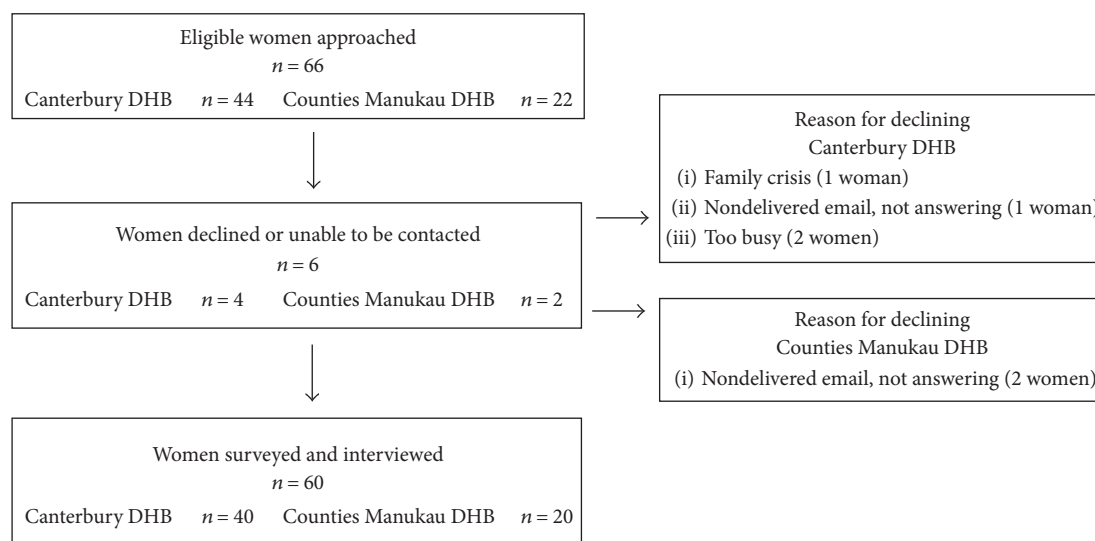 Eligible women approached
n = 66
Canterbury DHB n = 44 Counties Manukau DHB n = 22
Women declined or unable to be contacted
n = 6
Canterbury DHB n = 4 Counties Manukau DHB n = 2
Reason for declining
Canterbury DHB
(i) Family crisis (1 woman)
(ii) Nondelivered email, not answering (1 woman)
(iii) Too busy (2 women)
Reason for declining
Counties Manukau DHB
(i) Nondelivered email, not answering (2 women)
Women surveyed and interviewed
n = 60
Canterbury DHB n = 40 Counties Manukau DHB n = 20